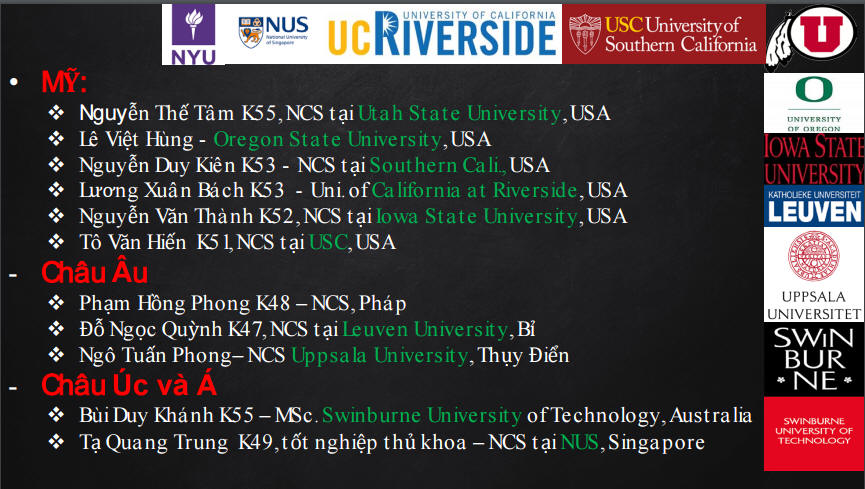 NYU
NUS
National University
of Singapore
UNIVERSITY OF CALIFORNIA
UCRIVERSIDE
USC University of
Southern California
U
• MỸ:
❖ Nguyễn Thế Tâm K55, NCS tại Utah State University, USA
❖ Lê Việt Hùng - Oregon State University, USA
❖ Nguyễn Duy Kiên K53 - NCS tại Southern Cali., USA
❖ Lương Xuân Bách K53 - Uni. of California at Riverside, USA
❖ Nguyễn Văn Thành K52, NCS tại Iowa State University, USA
❖ Tô Văn Hiến K51, NCS tại USC, USA
- Châu Âu
❖ Phạm Hồng Phong K48 – NCS, Pháp
❖ Đỗ Ngọc Quỳnh K47, NCS tại Leuven University, Bỉ
❖ Ngô Tuấn Phong– NCS Uppsala University, Thụy Điển
- Châu Úc và Á
❖ Bùi Duy Khánh K55 – MSc. Swinburne University of Technology, Australia
❖ Tạ Quang Trung K49, tốt nghiệp thủ khoa – NCS tại NUS, Singapore
O
UNIVERSITY
OF OREGON
IOWA STATE
UNIVERSITY
KATHOLIEKE UNIVERSITEIT
LEUVEN
UPPSALA
UNIVERSITET
SWIN
BUR
NE
SWINBURNE
UNIVERSITY OF
TECHNOLOGY